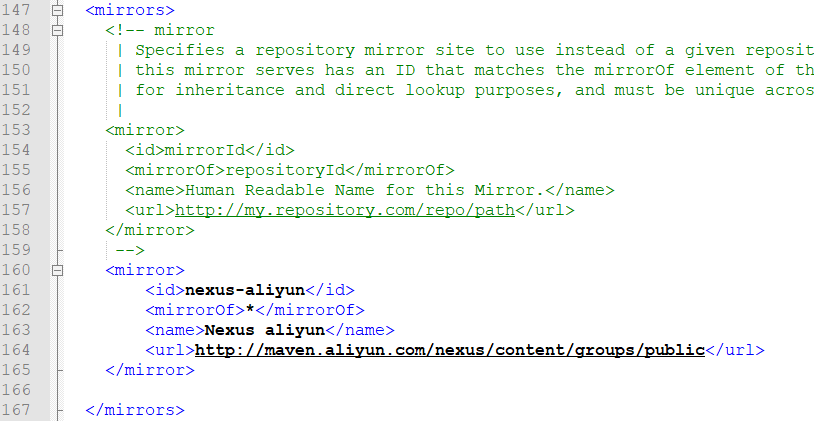 147 <mirrors>
148 <!-- mirror
149 | Specifies a repository mirror site to use instead of a given reposit
150 | this mirror serves has an ID that matches the mirrorOf element of th
151 | for inheritance and direct lookup purposes, and must be unique acros
152 |
153 <mirror>
154 <id>mirrorId</id>
155 <mirrorOf>repositoryId</mirrorOf>
156 <name>Human Readable Name for this Mirror.</name>
157 <url>http://my.repository.com/repo/path</url>
158 </mirror>
159 -->
160 <mirror>
161 <id>nexus-aliyun</id>
162 <mirrorOf>*</mirrorOf>
163 <name>Nexus aliyun</name>
164 <url>http://maven.aliyun.com/nexus/content/groups/public</url>
165 </mirror>
166
167 </mirrors>